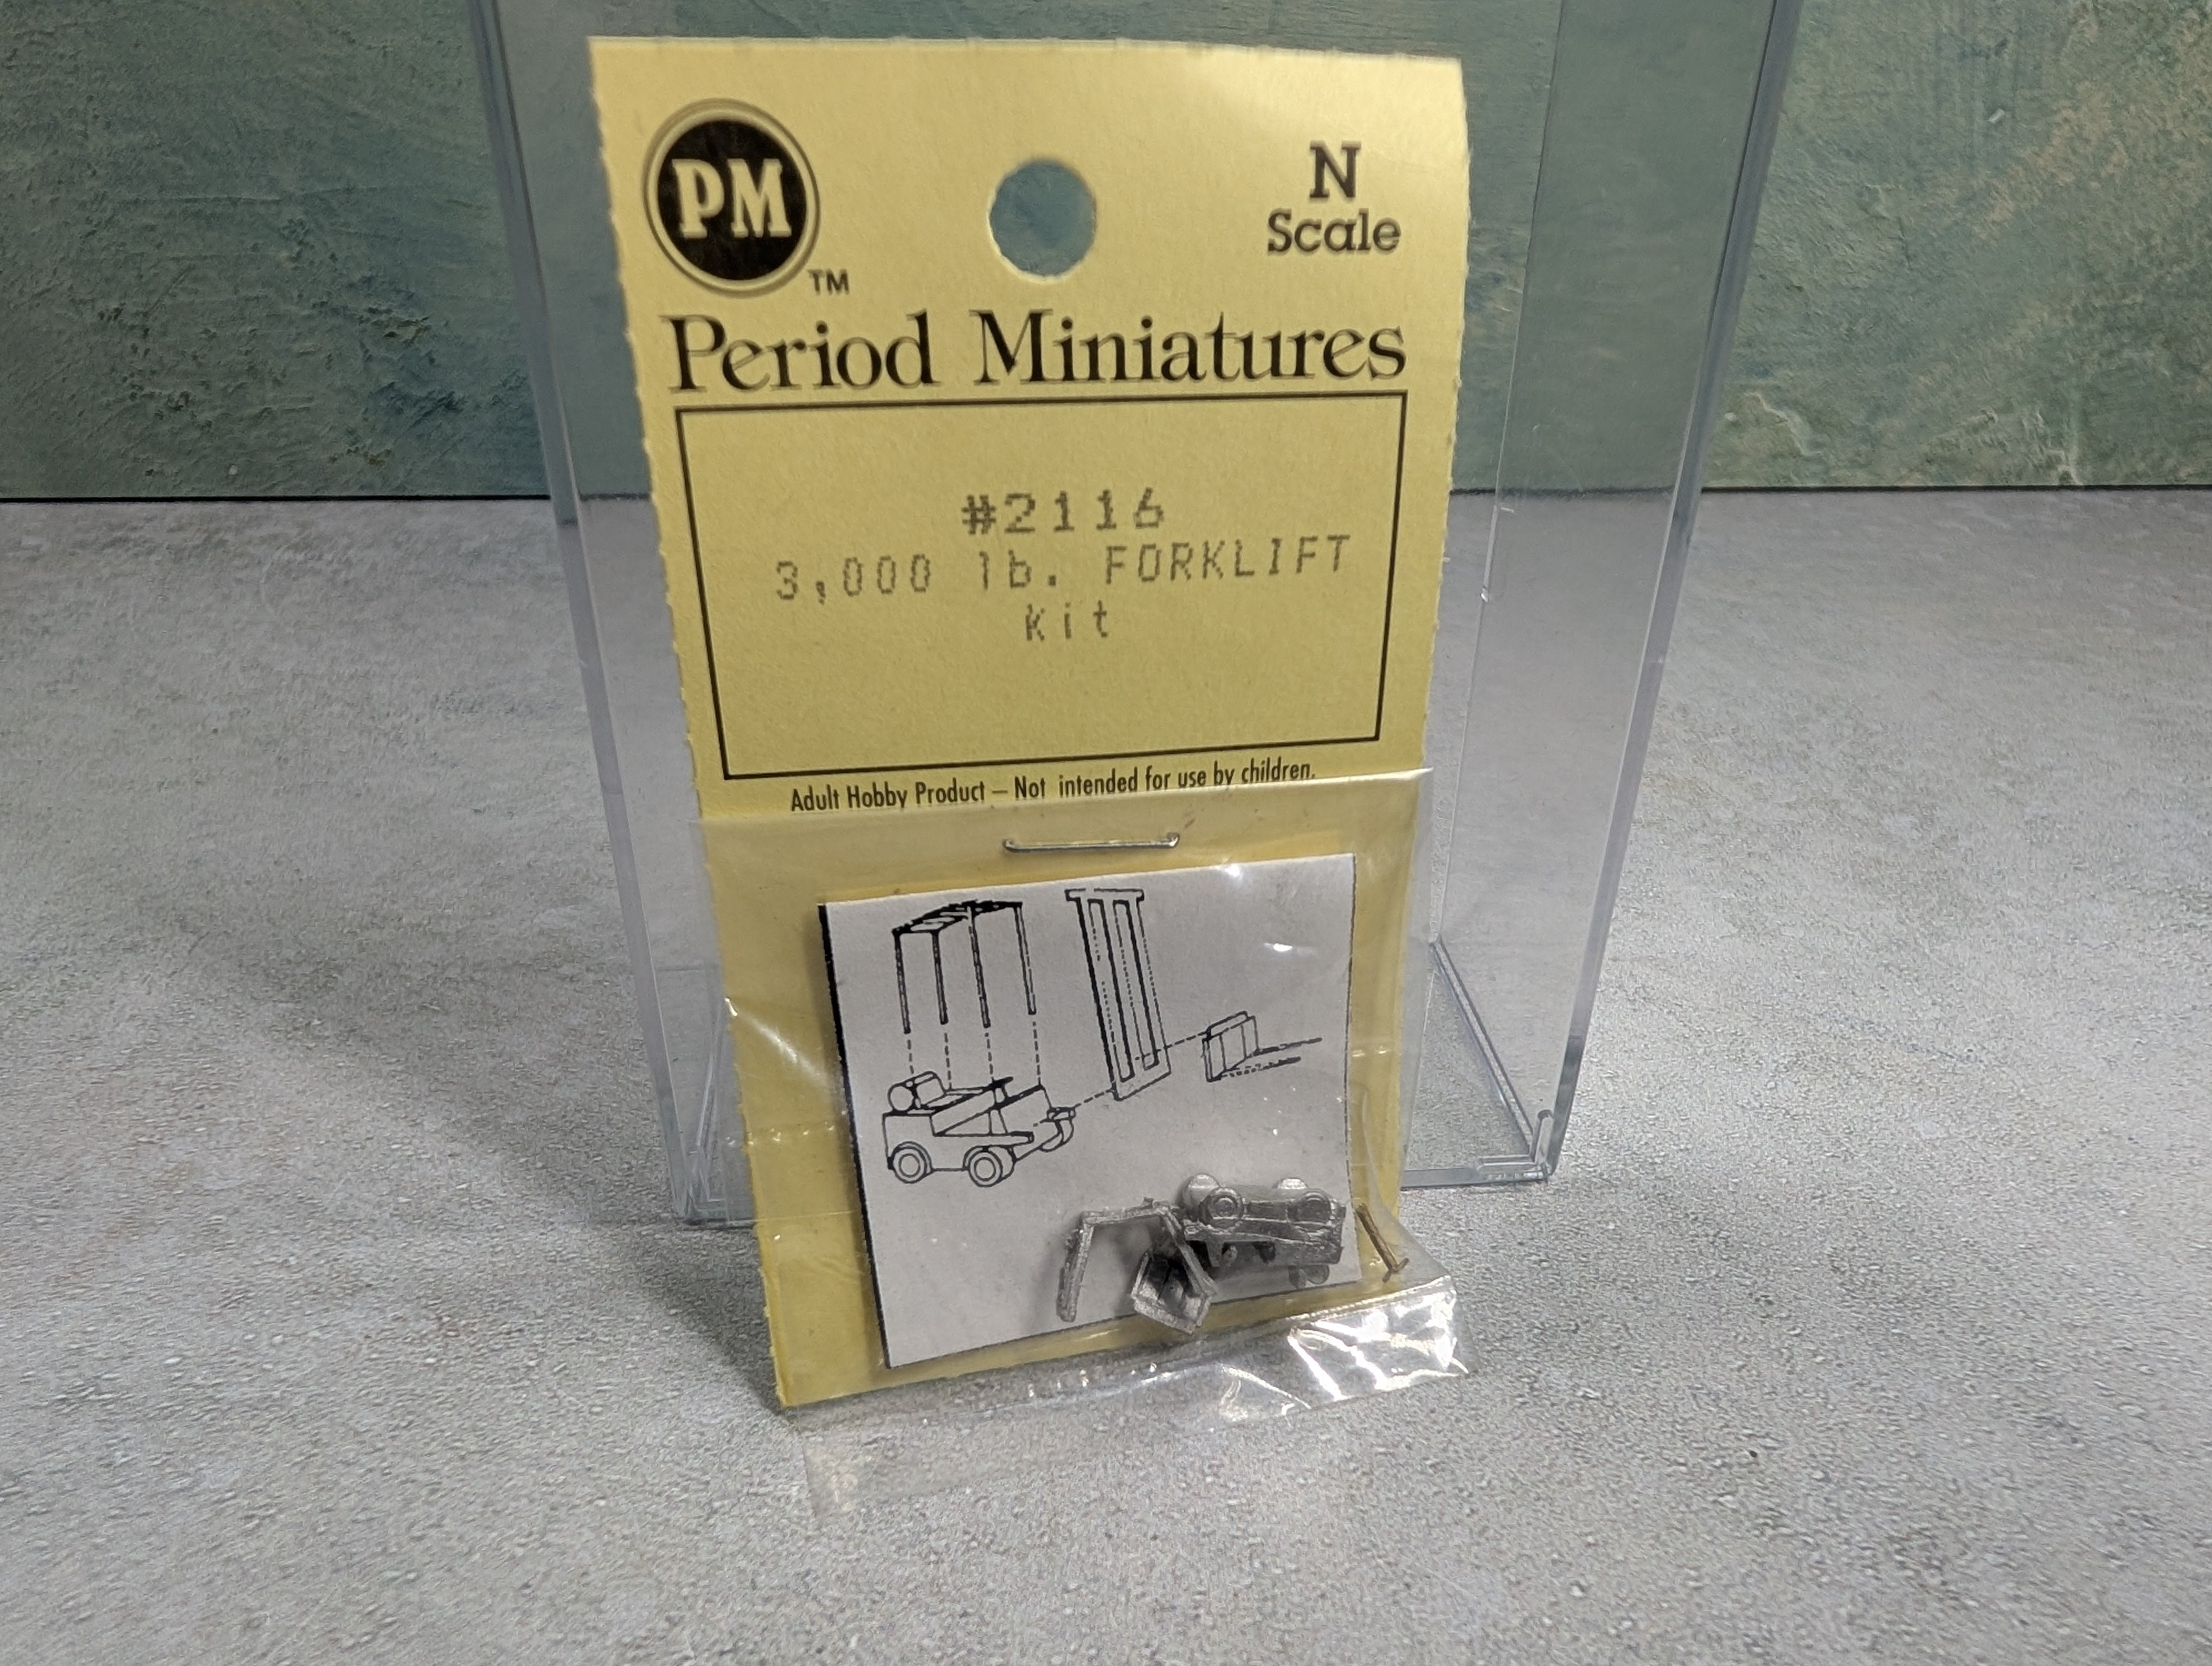 PM
TM
N
Scale
Period Miniatures
#2116
3,000 lb. FORKLIFT
kit
Adult Hobby Product – Not intended for use by children.